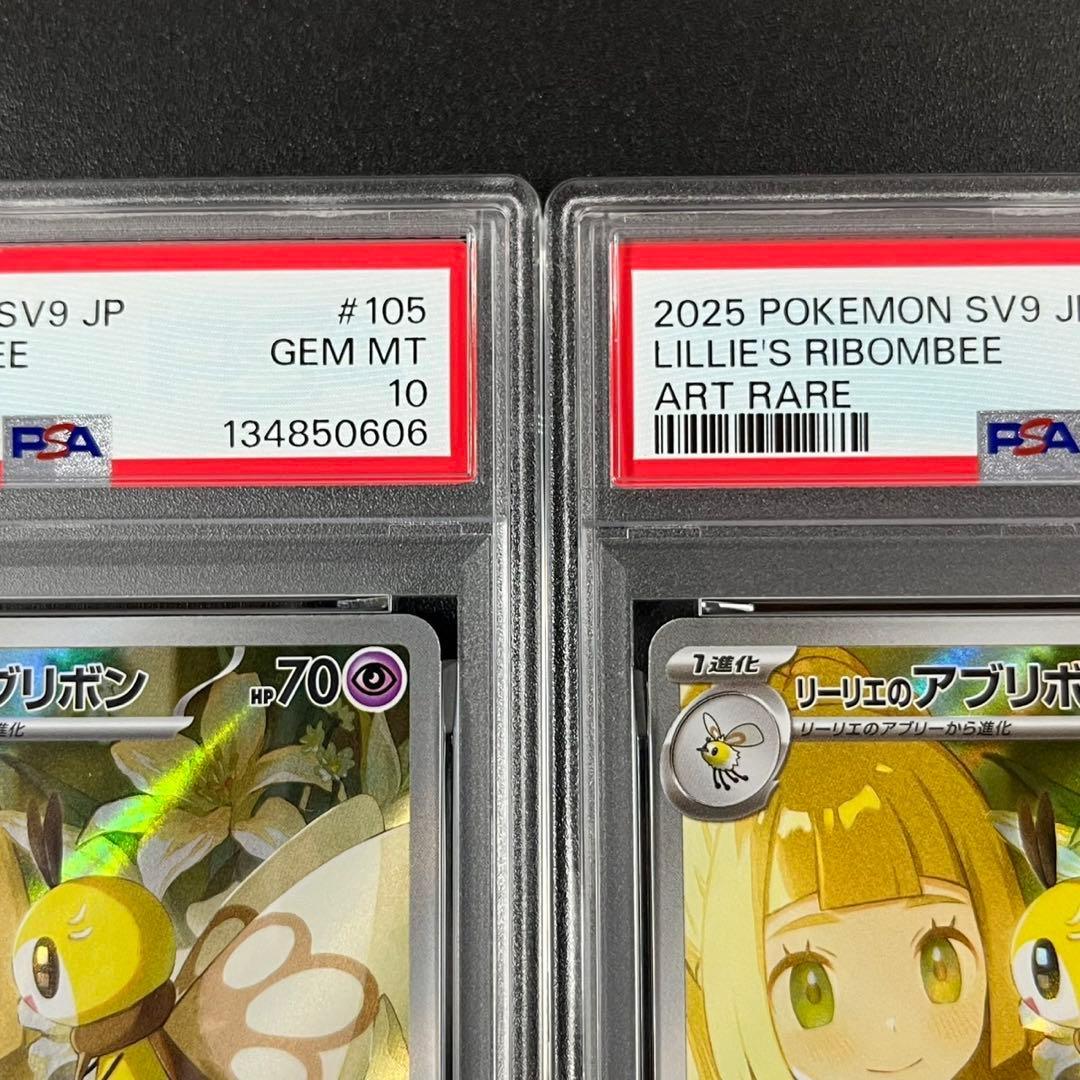 SV9 JP #105
EE GEM MT
10
PSA 134850606
ブリボン HP70
進化
2025 POKEMON SV9 J
LILLIE'S RIBOMBEE
ART RARE
PSA
1進化 リーリエのアブリボ
リーリエのアブリーから進化